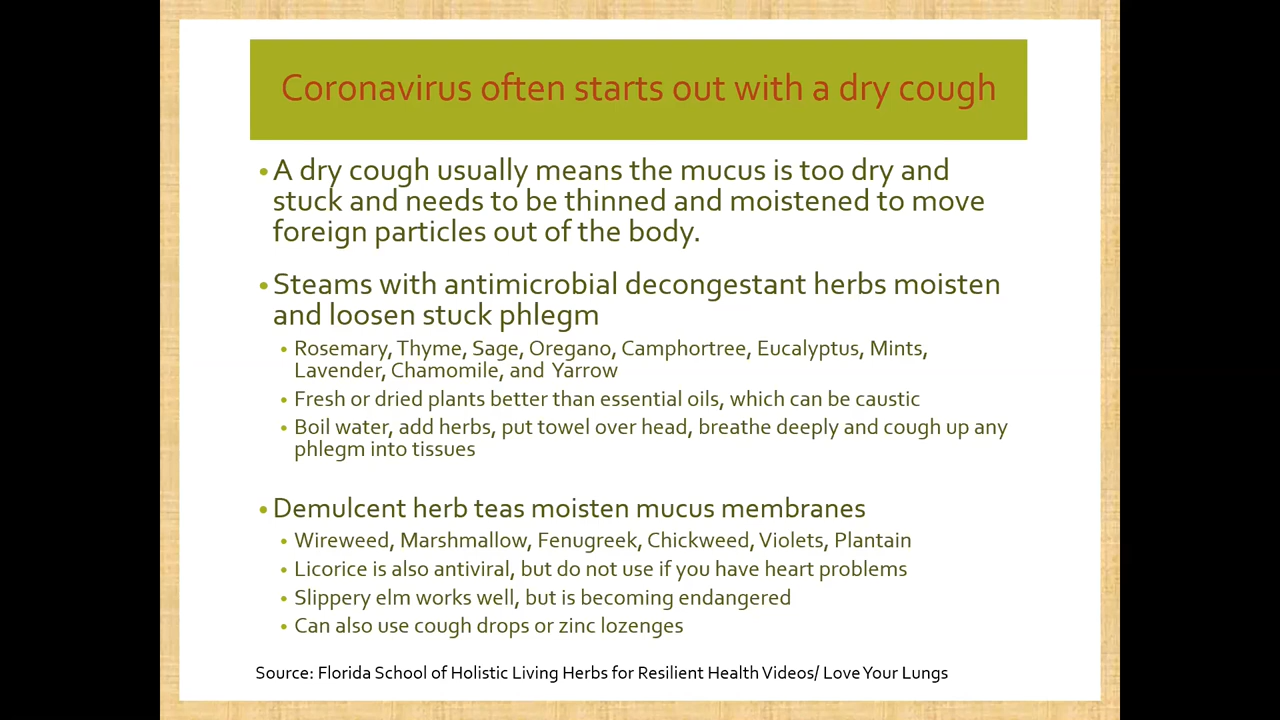 Coronavirus often starts out with a dry cough
• A dry cough usually means the mucus is too dry and
stuck and needs to be thinned and moistened to move
foreign particles out of the body.
• Steams with antimicrobial decongestant herbs moisten
and loosen stuck phlegm
• Rosemary, Thyme, Sage, Oregano, Camphortree, Eucalyptus, Mints,
Lavender, Chamomile, and Yarrow
• Fresh or dried plants better than essential oils, which can be caustic
• Boil water, add herbs, put towel over head, breathe deeply and cough up any
phlegm into tissues
• Demulcent herb teas moisten mucus membranes
• Wireweed, Marshmallow, Fenugreek, Chickweed, Violets, Plantain
• Licorice is also antiviral, but do not use if you have heart problems
• Slippery elm works well, but is becoming endangered
• Can also use cough drops or zinc lozenges
Source: Florida School of Holistic Living Herbs for Resilient Health Videos/ Love Your Lungs